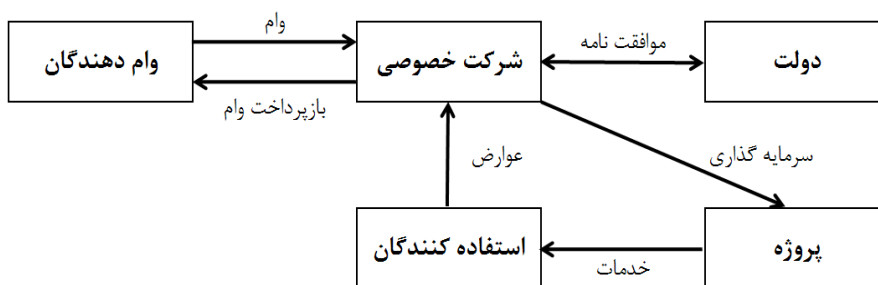 وام
دولت
موافقت نامه
شرکت خصوصی
وام دهندگان
بازپرداخت وام
سرمایه گذاری
عوارض
پروژه
خدمات
استفاده کنندگان